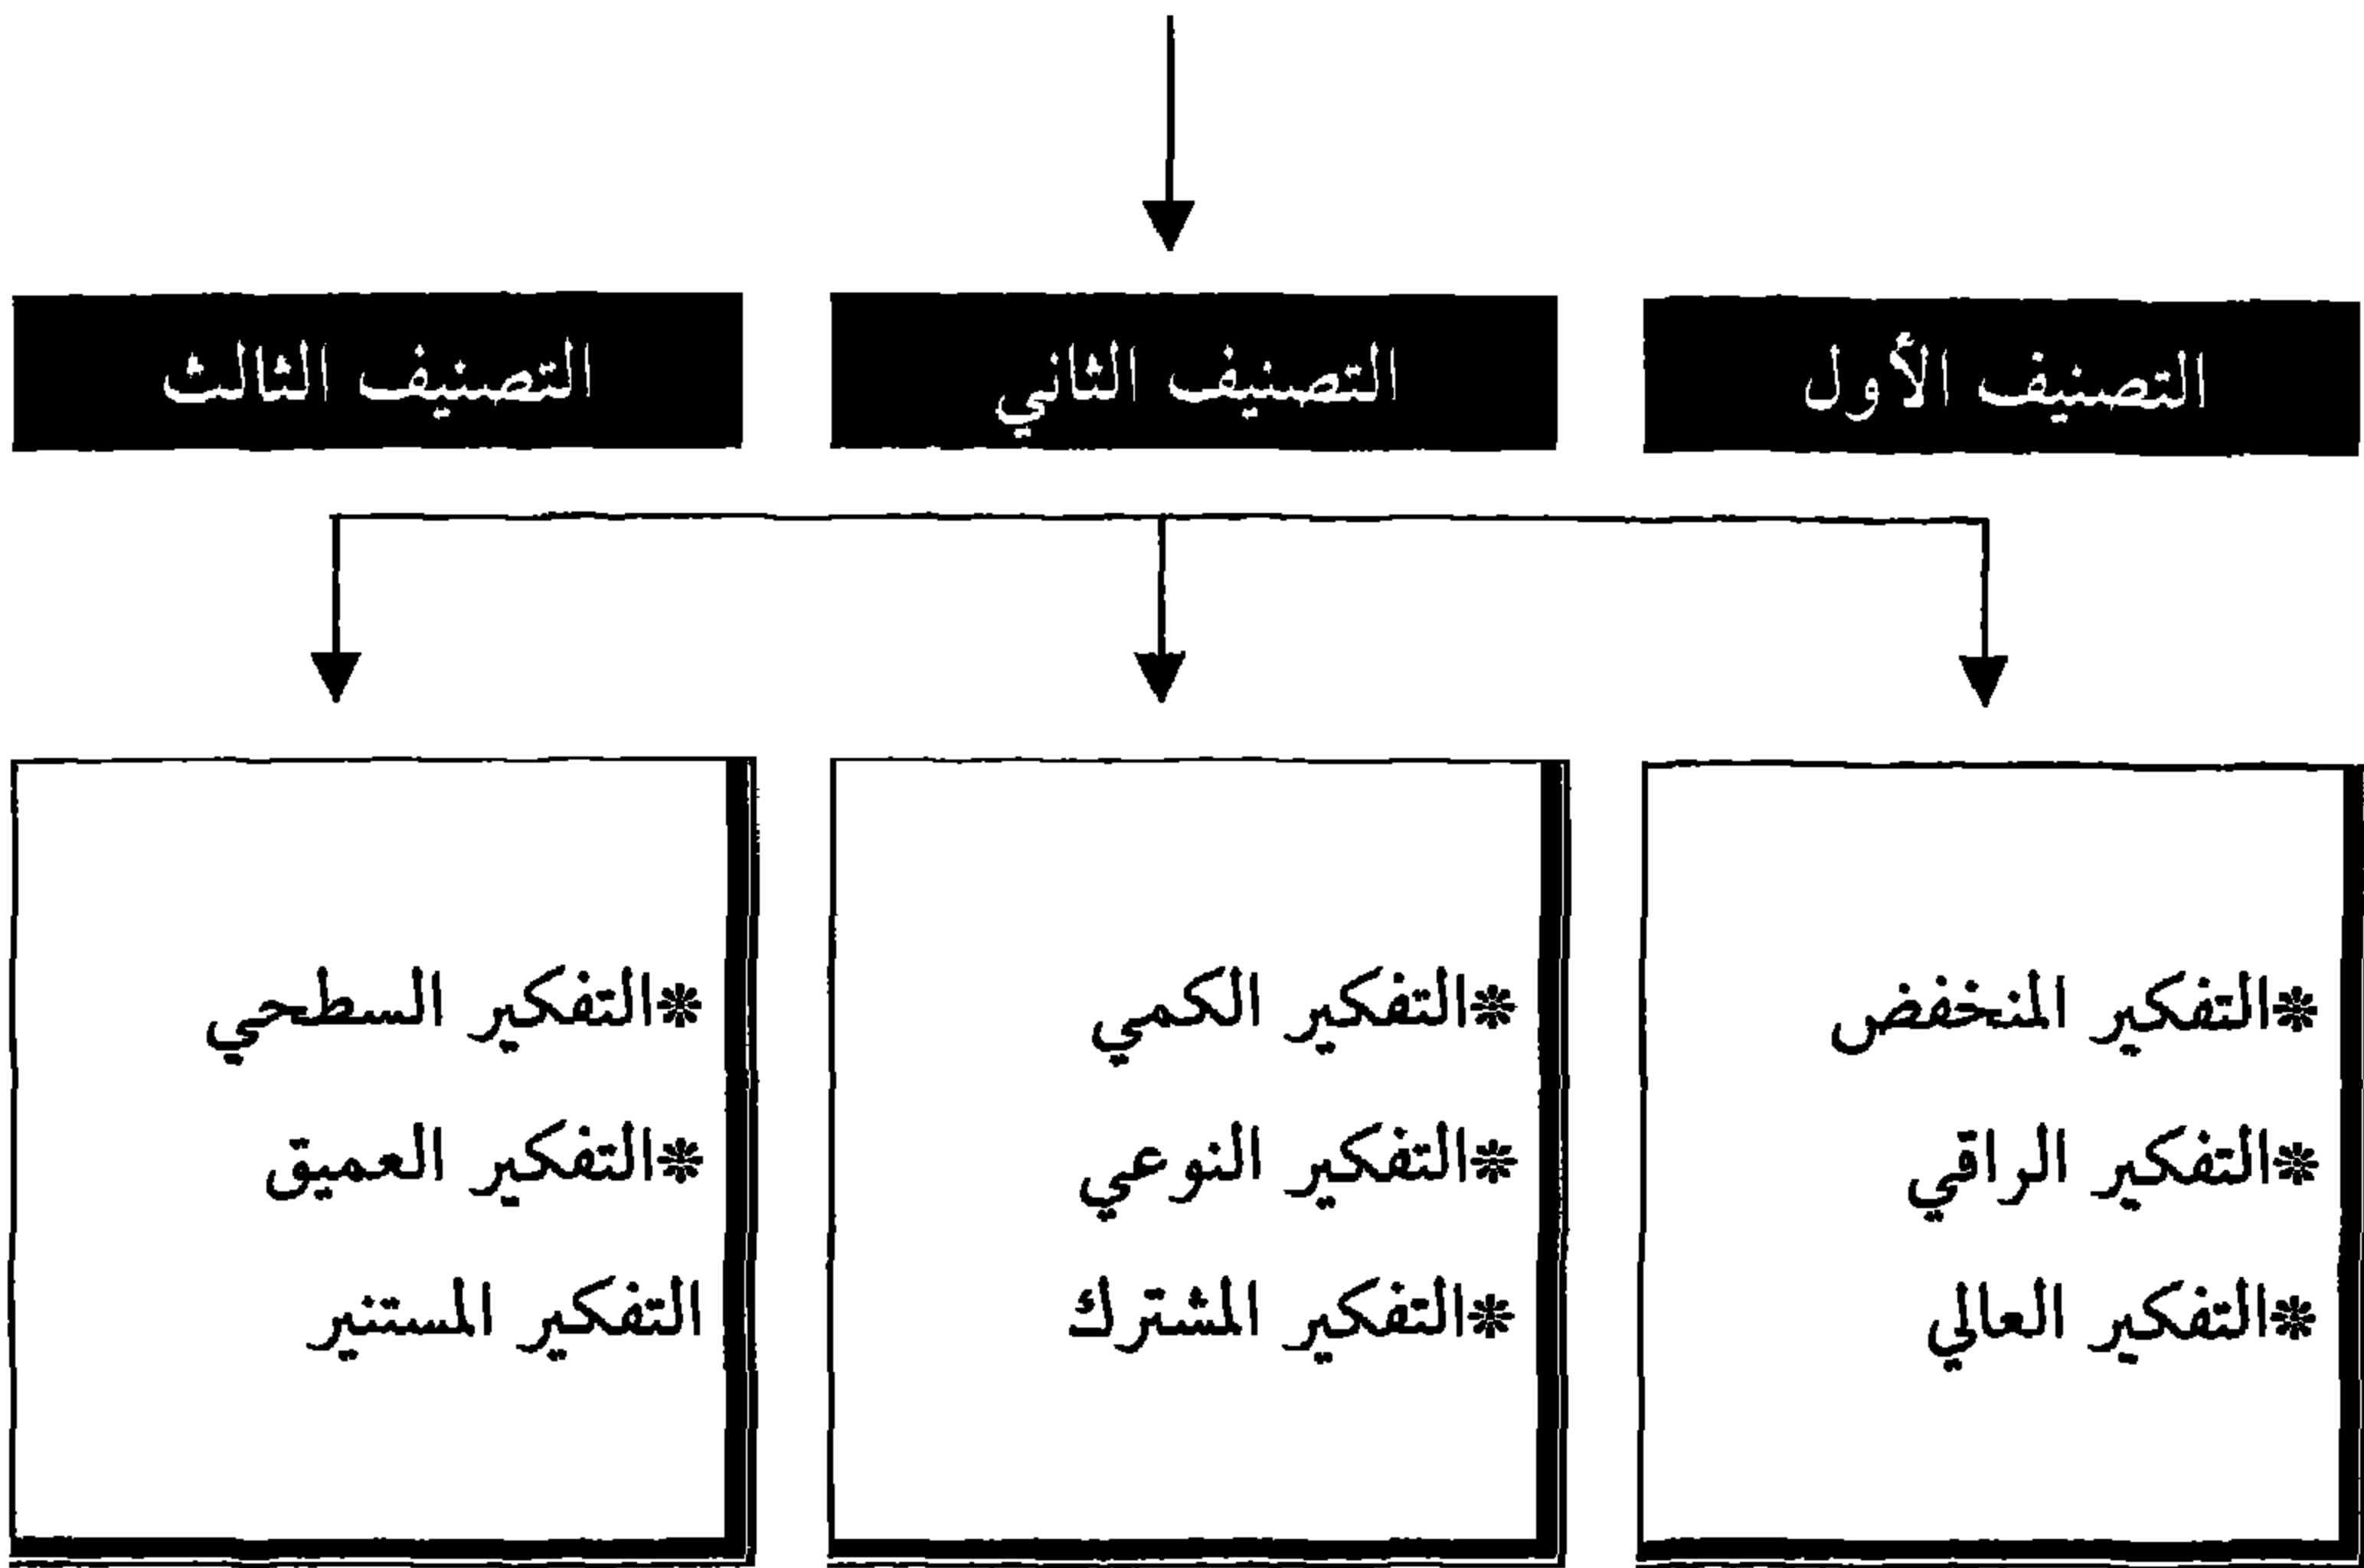 التصنيف الأول
التصنيف الثاني
التصنيف الثالث
*التفكير المنخفض
*التفكير الراقي
*التفكير العالي
*التفكير الكمي
*التفكير النوعي
*التفكير المشترك
*التفكير السطحي
*التفكير العميق
التفكير المستنير